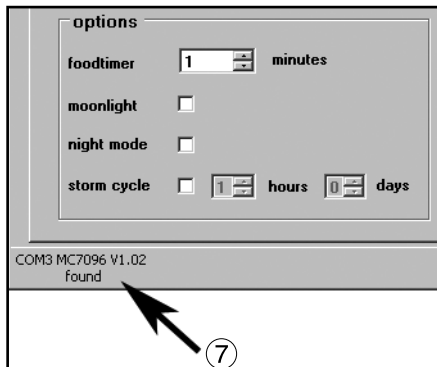 options
foodtimer 1 minutes
moonlight
night mode
storm cycle 1 hours 0 days
COM3 MC7096 V1.02
found
7